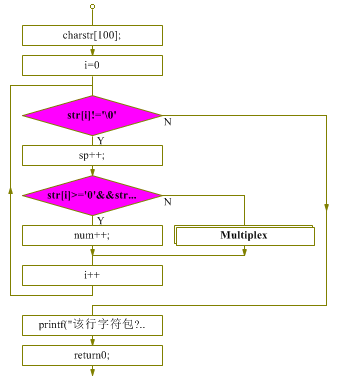 charstr[100];
i=0
str[i]!='\0'
N
Y
sp++;
str[i]>='0'&&str...
N
Y
num++;
Multiplex
i++
printf("该行字符包?..
return0;